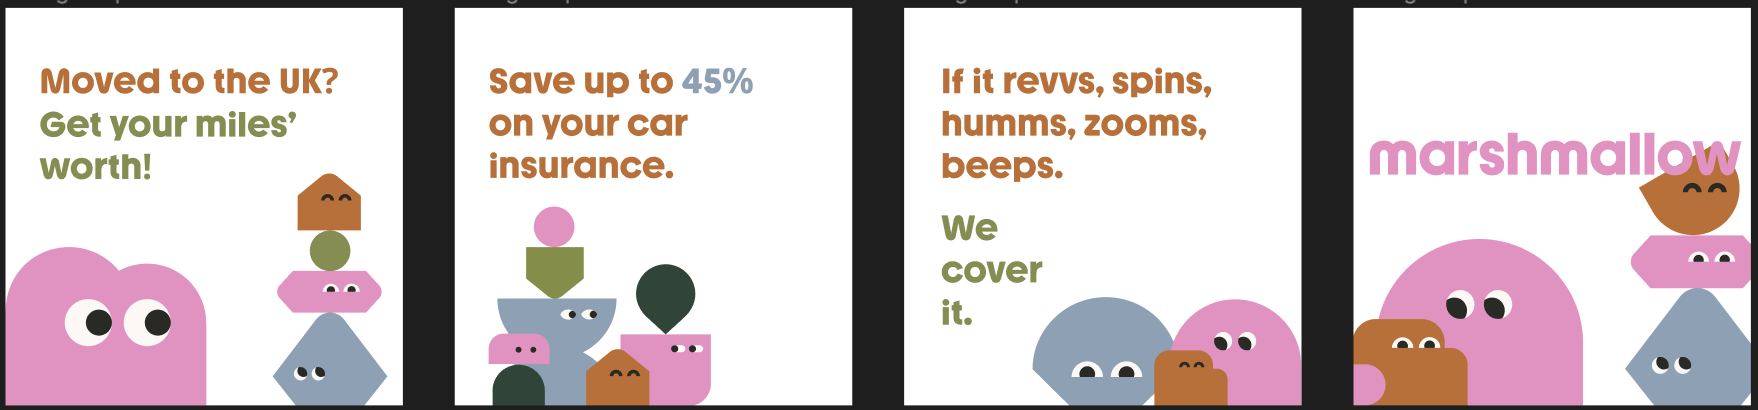 Moved to the UK?
Get your miles’
worth!
Save up to 45%
on your car
insurance.
If it revvs, spins,
humms, zooms,
beeps.
We
cover
it.
marshmallow